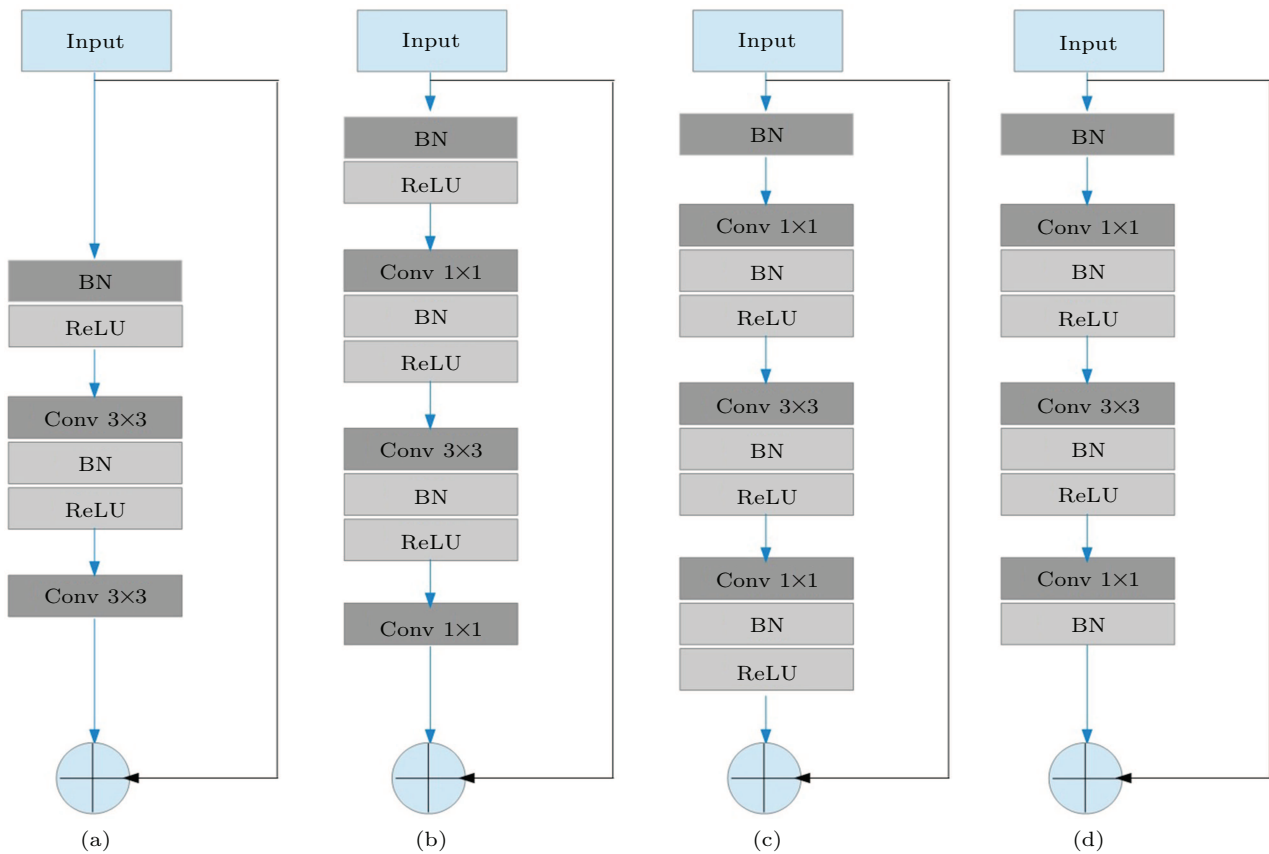 Input
BN
ReLU
Conv 3×3
BN
ReLU
Conv 3×3
(a)
Input
BN
ReLU
Conv 1×1
BN
ReLU
Conv 3×3
BN
ReLU
Conv 1×1
(b)
Input
BN
Conv 1×1
BN
ReLU
Conv 3×3
BN
ReLU
Conv 1×1
BN
ReLU
(c)
Input
BN
Conv 1×1
BN
ReLU
Conv 3×3
BN
ReLU
Conv 1×1
BN
(d)